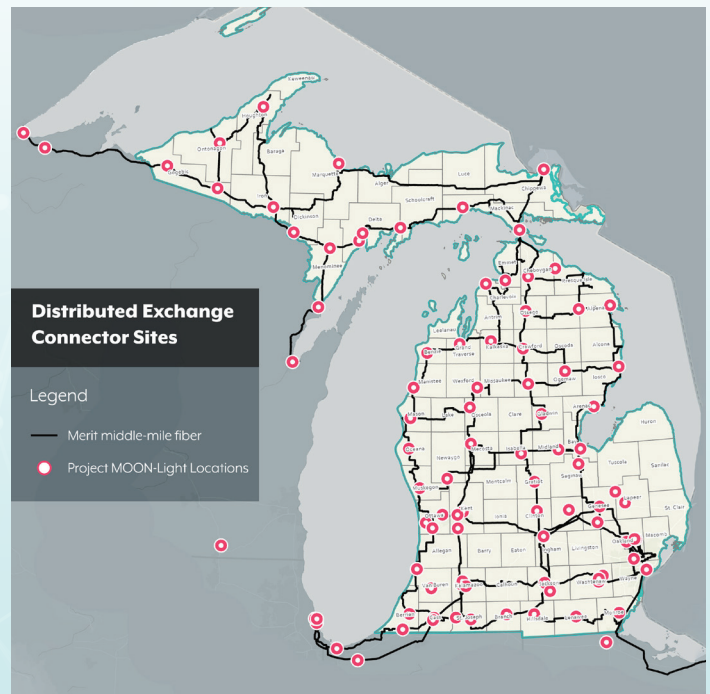 Keweenaw
Houghton
Ontonagon
Baraga
Gogebic
Marquette
Luce
Alger
Chippewa
Schoolcraft
Mackinac
Iron
Dickinson
Delta
Menominee
Emmet
Cheboygan
Presque Isle
Charlevoix
Distributed Exchange
Connector Sites
Legend
Merit middle-mile fiber
Project MOON-Light Locations
Antrim
Otsego
Leelanau
Grand
Traverse
Kalkaska
Crawford
Oscoda
Alcona
Benzie
Manistee
Wexford
Missaukee
Ogemaw
Iosco
Arenac
Mason
Lake
Osceola
Clare
Gladwin
Huron
Oceana
Newaygo
Mecosta
Isabella
Midland
Bay
Tuscola
Sanilac
Muskegon
Montcalm
Gratiot
Saginaw
Lapeer
Genesee
St. Clair
Ottawa
Kent
Ionia
Clinton
Oakland
Macomb
Allegan
Barry
Eaton
Ingham
Livingston
Van Buren
Kalamazoo
Calhoun
Jackson
Washtenaw
Wayne
Berrien
Cass
St. Joseph
Branch
Hillsdale
Lenawee
Monroe